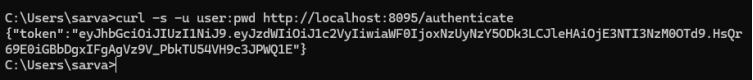 C:\Users\sarva>curl -s -u user:pwd http://localhost:8095/authenticate
{"token":"eyJhbGciOiJIUzI1NiJ9.eyJzdWIiOiJ1c2VyIiwiaWF0IjoxNzUyNzY5ODk3LCJleHAiOjE3NTI3NzM0OTd9.HsQr
69E0iGBbDgxIFgAgVz9V_PbkTU54VH9c3JPWQ1E"}
C:\Users\sarva>